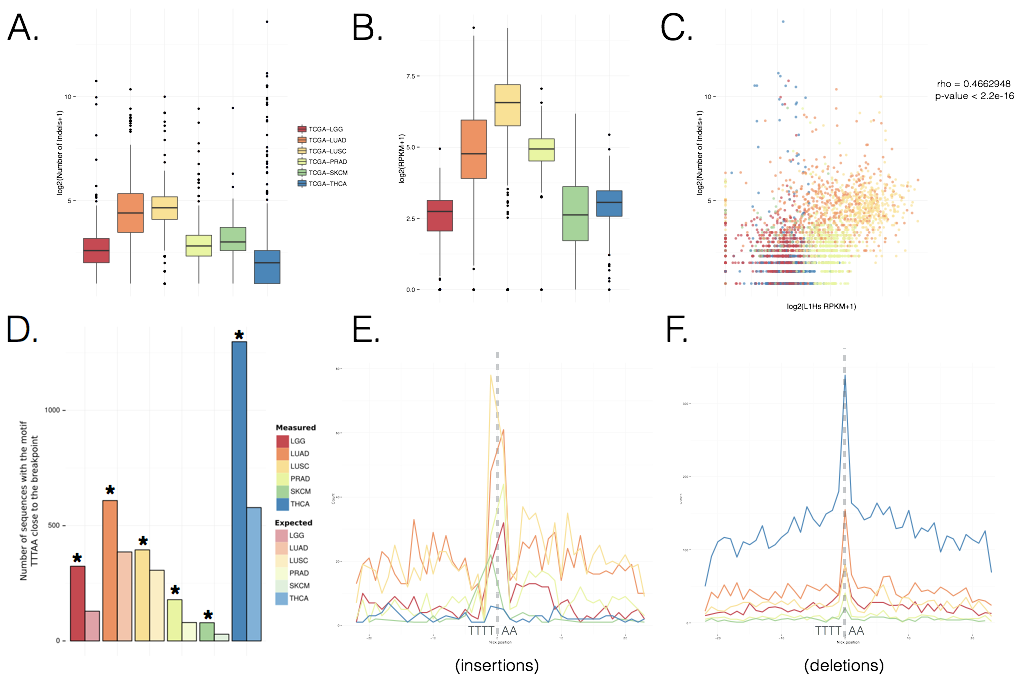 A.
B.
C.
log2(Number of Indels+1)
10
5
TCGA-LGG
TCGA-LUAD
TCGA-LUSC
TCGA-PRAD
TCGA-SKCM
TCGA-THCA
log2(RPKM+1)
7.5
5.0
2.5
0.0
log2(Number of Indels+1)
10
5
rho = 0.4662948
p-value < 2.2e-16
log2(L1Hs RPKM+1)
D.
E.
F.
Number of sequences with the motif
TTTAA close to the breakpoint
1000
500
0
* * * * * *
Measured
LGG
LUAD
LUSC
PRAD
SKCM
THCA
Expected
LGG
LUAD
LUSC
PRAD
SKCM
THCA
TTTT AA
Nick position
(insertions)
TTTT AA
Nick position
(deletions)